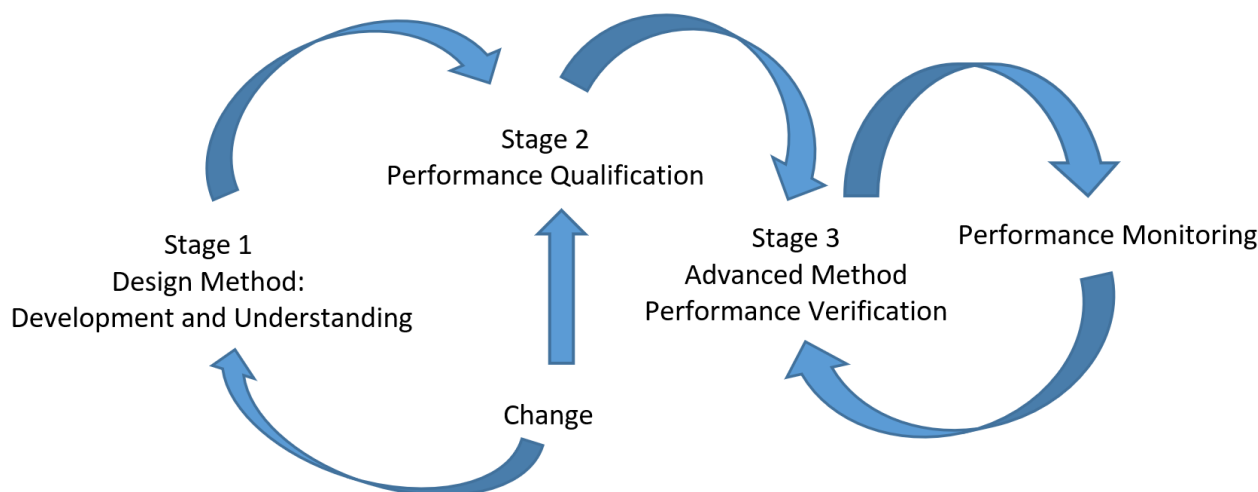 Stage 1
Design Method:
Development and Understanding
Stage 2
Performance Qualification
Change
Stage 3
Advanced Method
Performance Verification
Performance Monitoring